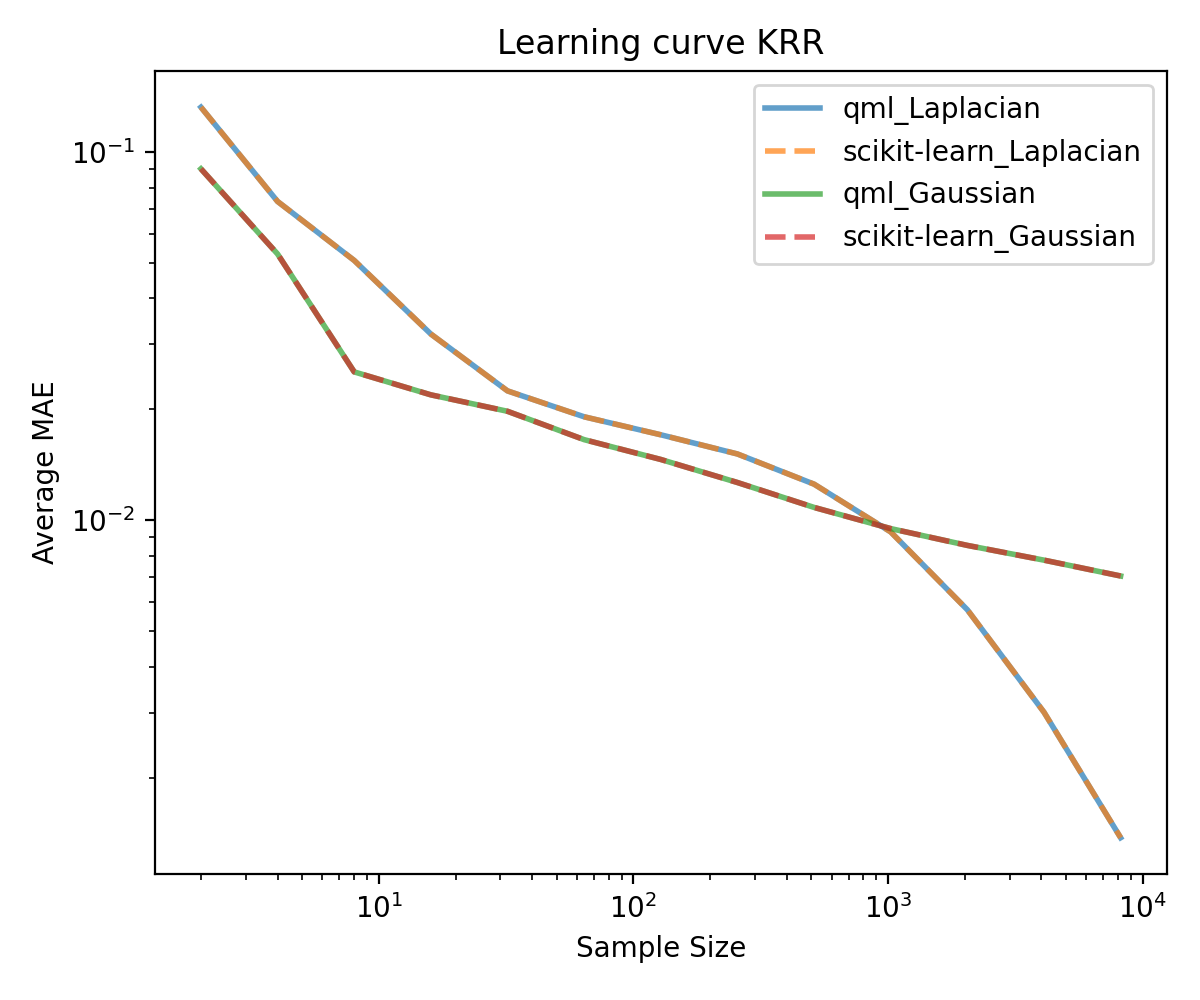 Learning curve KRR
qml_Laplacian
scikit-learn_Laplacian
qml_Gaussian
scikit-learn_Gaussian
Average MAE
10⁻¹
10⁻²
10¹
10²
10³
10⁴
Sample Size